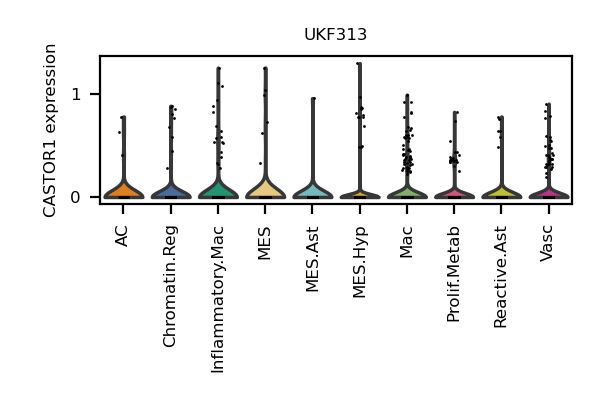 UKF313
CASTOR1 expression
1
0
AC
Chromatin.Reg
Inflammatory.Mac
MES
MES.Ast
MES.Hyp
Mac
Prolif.Metab
Reactive.Ast
Vasc